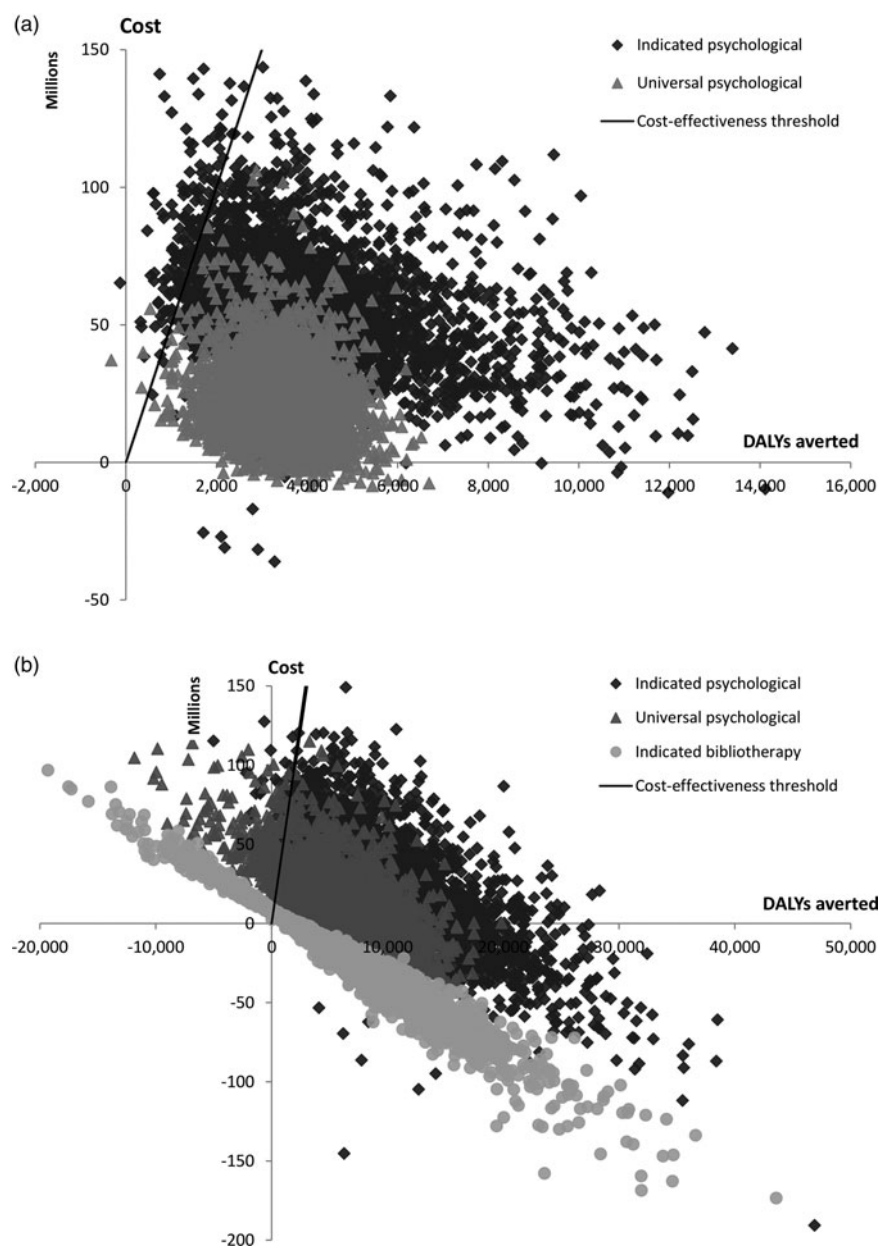 (a)
Cost
Millions
150
100
50
0
-50
Indicated psychological
Universal psychological
Cost-effectiveness threshold
DALYs averted
-2,000 0 2,000 4,000 6,000 8,000 10,000 12,000 14,000 16,000
(b)
Cost
Millions
150
100
50
0
-50
-100
-150
-200
Indicated psychological
Universal psychological
Indicated bibliotherapy
Cost-effectiveness threshold
DALYs averted
-20,000 -10,000 0 10,000 20,000 30,000 40,000 50,000